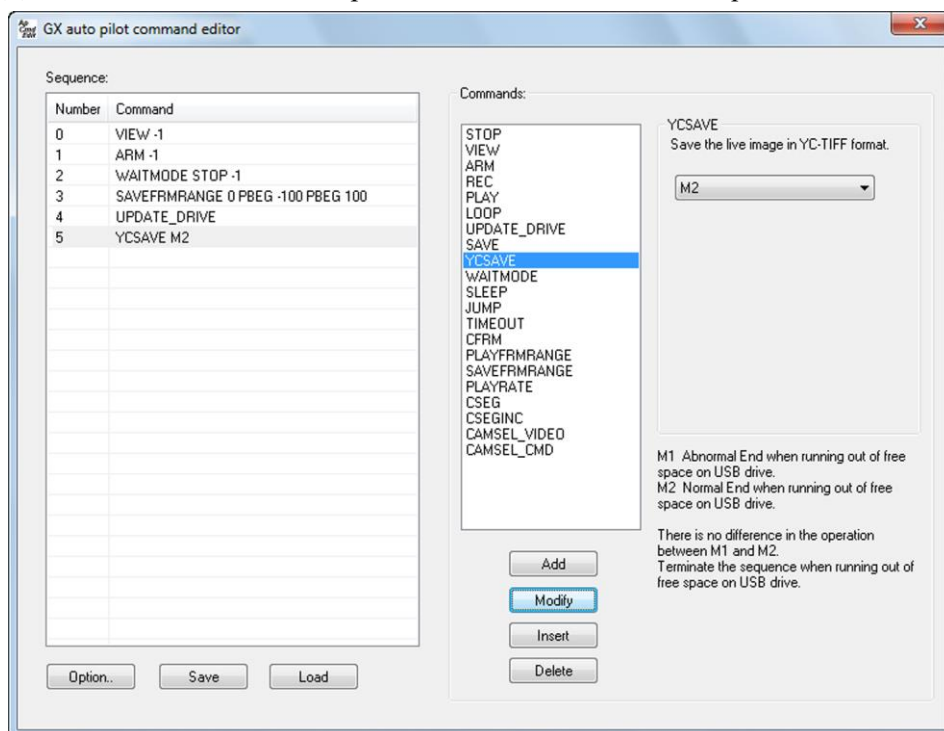 Ap
Cmd
Edit
GX auto pilot command editor
Sequence:
Number Command
0 VIEW -1
1 ARM -1
2 WAITMODE STOP -1
3 SAVEFRMRANGE 0 PBEG -100 PBEG 100
4 UPDATE_DRIVE
5 YCSAVE M2
Option..
Save
Load
Commands:
STOP
VIEW
ARM
REC
PLAY
LOOP
UPDATE_DRIVE
SAVE
YCSAVE
WAITMODE
SLEEP
JUMP
TIMEOUT
CFRM
PLAYFRMRANGE
SAVEFRMRANGE
PLAYRATE
CSEG
CSEGINC
CAMSEL_VIDEO
CAMSEL_CMD
Add
Modify
Insert
Delete
YCSAVE
Save the live image in YC-TIFF format.
M2
M1 Abnormal End when running out of free
space on USB drive.
M2 Normal End when running out of free
space on USB drive.
There is no difference in the operation
between M1 and M2.
Terminate the sequence when running out of
free space on USB drive.